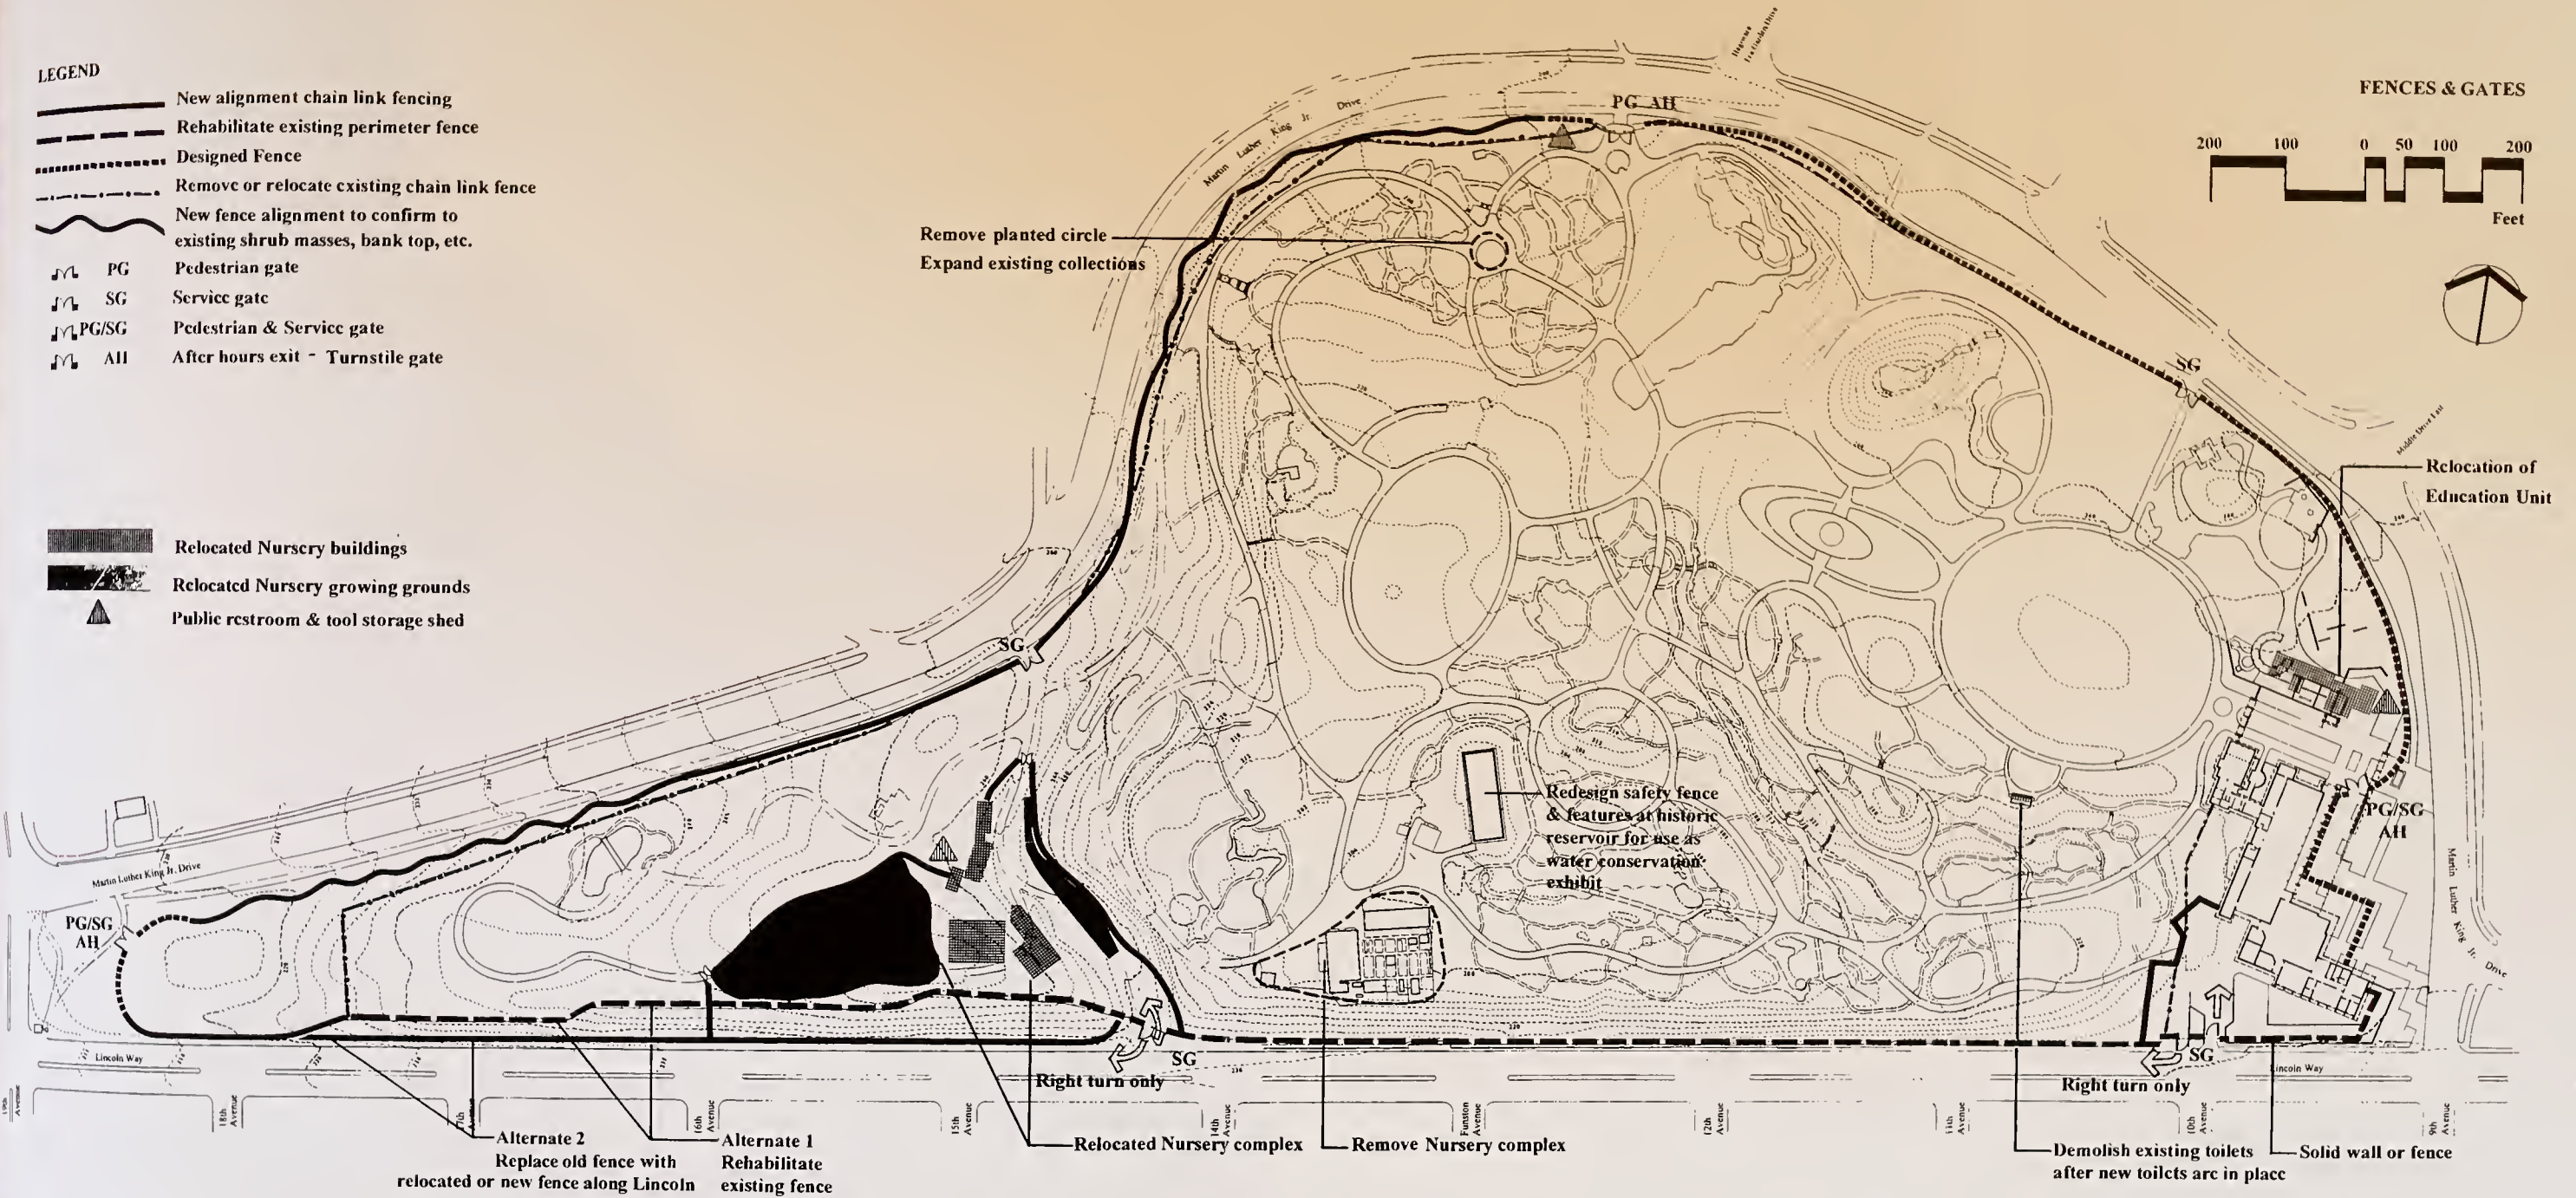 LEGEND
New alignment chain link fencing
Rehabilitate existing perimeter fence
Designed Fence
Remove or relocate existing chain link fence
New fence alignment to confirm to
existing shrub masses, bank top, etc.
PG Pedestrian gate
SG Service gate
PG/SG Pedestrian & Service gate
AH After hours exit - Turnstile gate
Relocated Nursery buildings
Relocated Nursery growing grounds
Public restroom & tool storage shed
FENCES & GATES
200 100 0 50 100 200
Feet
Martin Luther King Jr. Drive
PG AH
Remove planted circle
Expand existing collections
SG
Middle Drive East
Relocation of
Education Unit
SG
Redesign safety fence
& features at historic
reservoir for use as
water conservation
exhibit
PG/SG
AH
Martin Luther King Jr. Drive
Martin Luther King Jr. Drive
PG/SG
AH
Lincoln Way
SG
Right turn only
SG
Right turn only
Lincoln Way
19th Avenue
18th Avenue
17th Avenue
16th Avenue
15th Avenue
14th Avenue
Funston Avenue
12th Avenue
11th Avenue
10th Avenue
9th Avenue
Alternate 2
Replace old fence with
relocated or new fence along Lincoln
Alternate 1
Rehabilitate
existing fence
Relocated Nursery complex
Remove Nursery complex
Demolish existing toilets
after new toilets are in place
Solid wall or fence